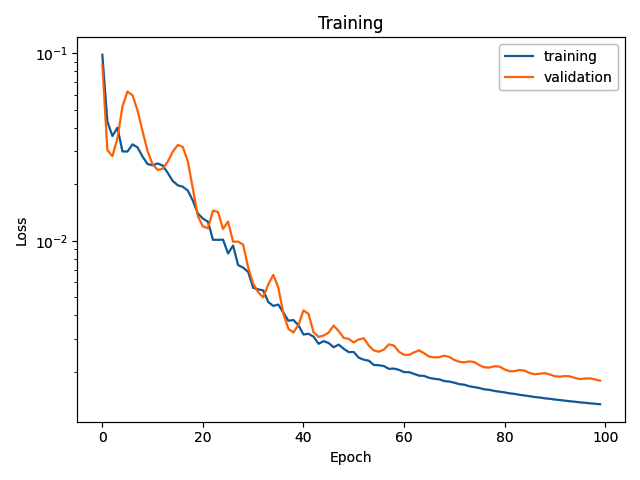 Training
training
validation
10⁻¹
10⁻²
Loss
0 20 40 60 80 100
Epoch